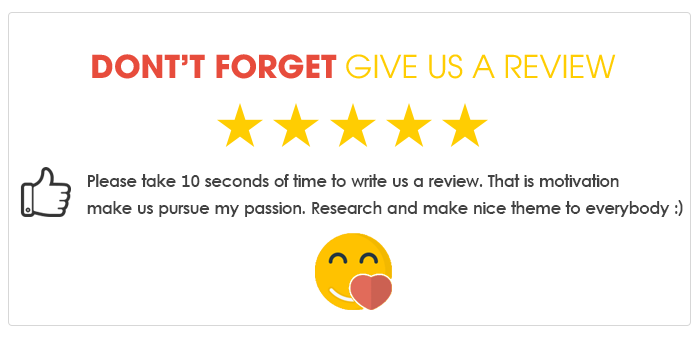 DONT'T FORGET GIVE US A REVIEW
Please take 10 seconds of time to write us a review. That is motivation
make us pursue my passion. Research and make nice theme to everybody :)